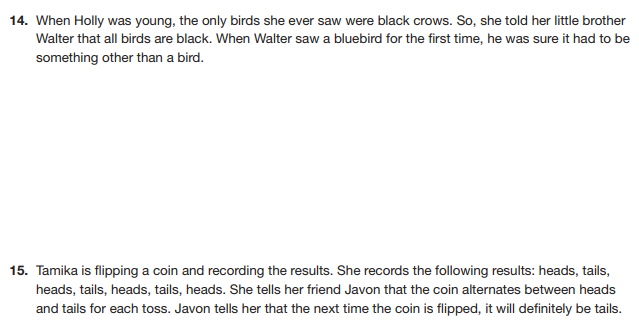 14. When Holly was young, the only birds she ever saw were black crows. So, she told her little brother
Walter that all birds are black. When Walter saw a bluebird for the first time, he was sure it had to be
something other than a bird.
15. Tamika is flipping a coin and recording the results. She records the following results: heads, tails,
heads, tails, heads, tails, heads. She tells her friend Javon that the coin alternates between heads
and tails for each toss. Javon tells her that the next time the coin is flipped, it will definitely be tails.